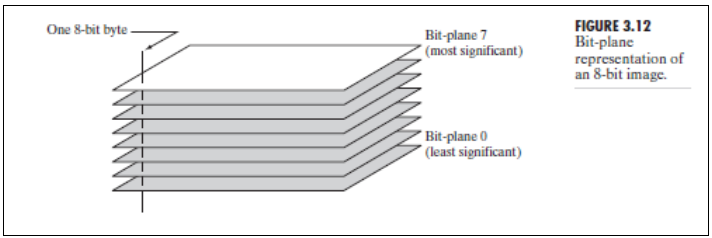 One 8-bit byte
Bit-plane 7
(most significant)
Bit-plane 0
(least significant)
FIGURE 3.12
Bit-plane
representation of
an 8-bit image.